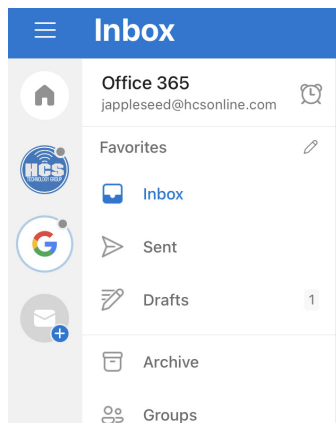 Inbox
Office 365
jappleseed@hcsonline.com
Favorites
HCS
TECHNOLOGY GROUP
Inbox
G
Sent
Drafts
1
Archive
Groups